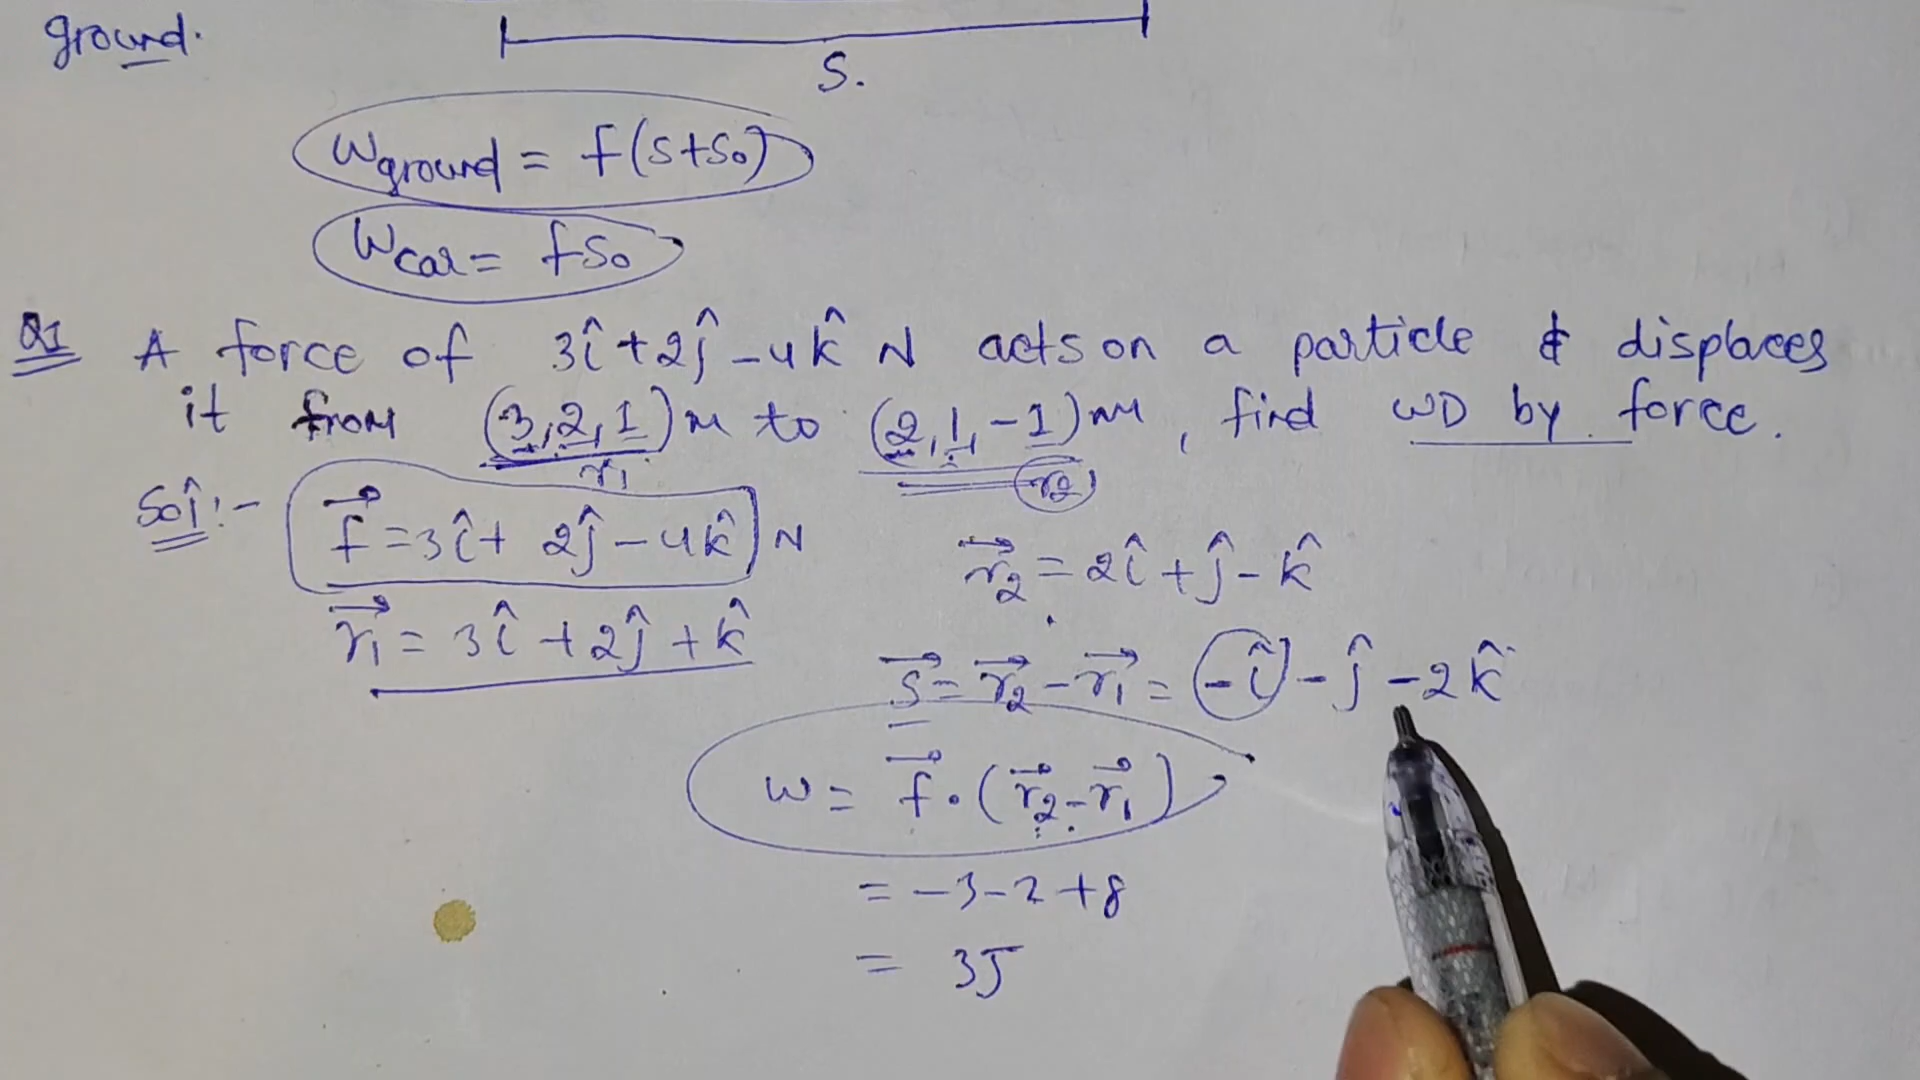 ground.
S.
Wground = f(s+s₀)
Wcar = fs₀
Q1 A force of 3î+2ĵ-4k̂ N acts on a particle & displaces
it from (3,2,1)m to (2,1,-1)m, find WD by force.
r₁ r₂
Sol:- f⃗=3î+2ĵ-4k̂ N
r⃗₂=2î+ĵ-k̂
r⃗₁=3î+2ĵ+k̂
s⃗=r⃗₂-r⃗₁=-î-ĵ-2k̂
W= f⃗.(r⃗₂-r⃗₁)
= -3-2+8
= 3J